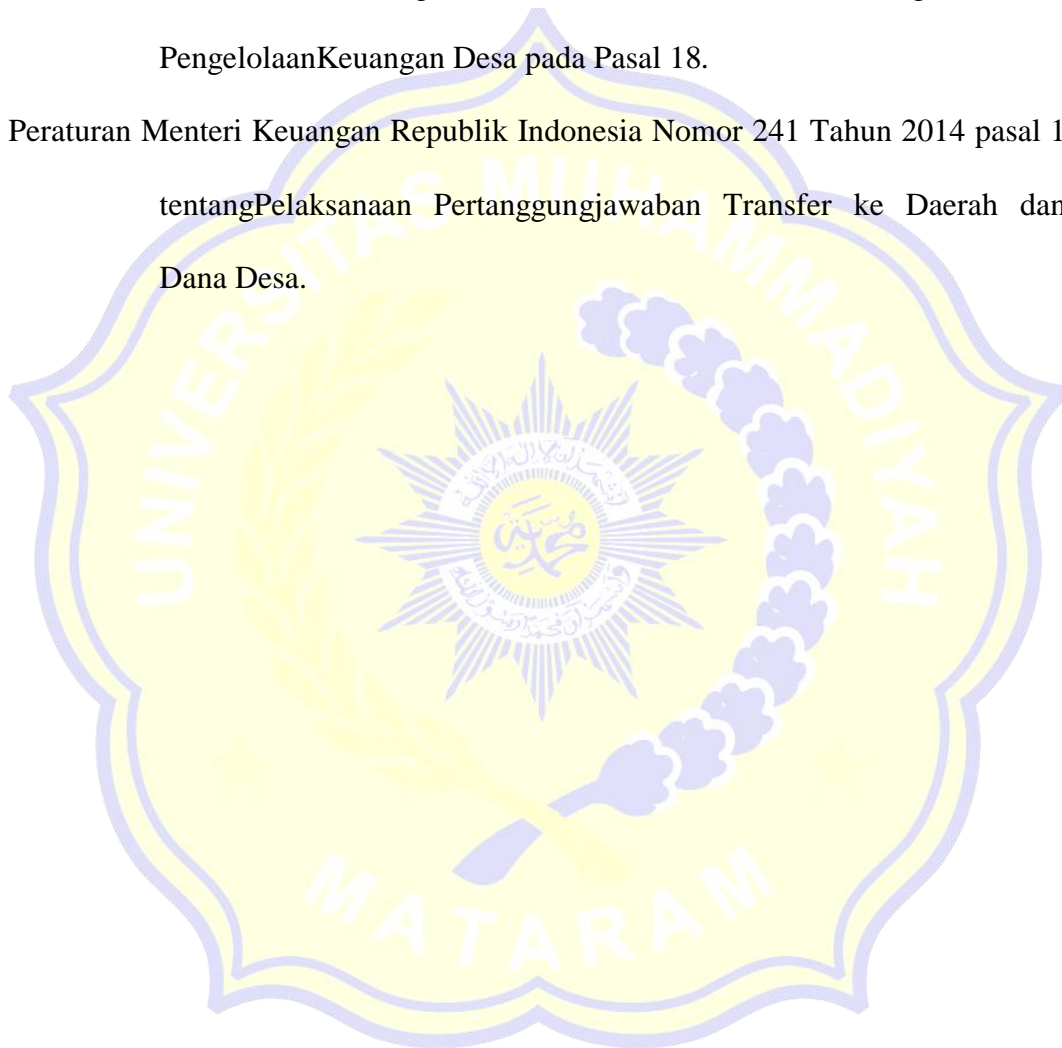 PengelolaanKeuangan Desa pada Pasal 18.
Peraturan Menteri Keuangan Republik Indonesia Nomor 241 Tahun 2014 pasal 1
tentangPelaksanaan Pertanggungjawaban Transfer ke Daerah dan
Dana Desa.
UNIVERSITAS MUHAMMADIYAH
MATARAM